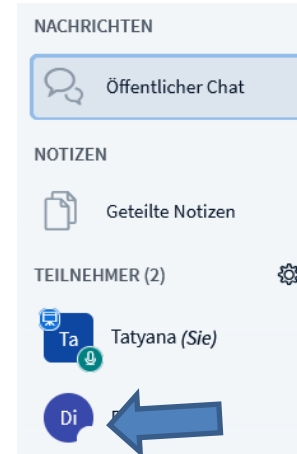 NACHRICHTEN
Öffentlicher Chat
NOTIZEN
Geteilte Notizen
TEILNEHMER (2)
Ta Tatyana (Sie)
Di